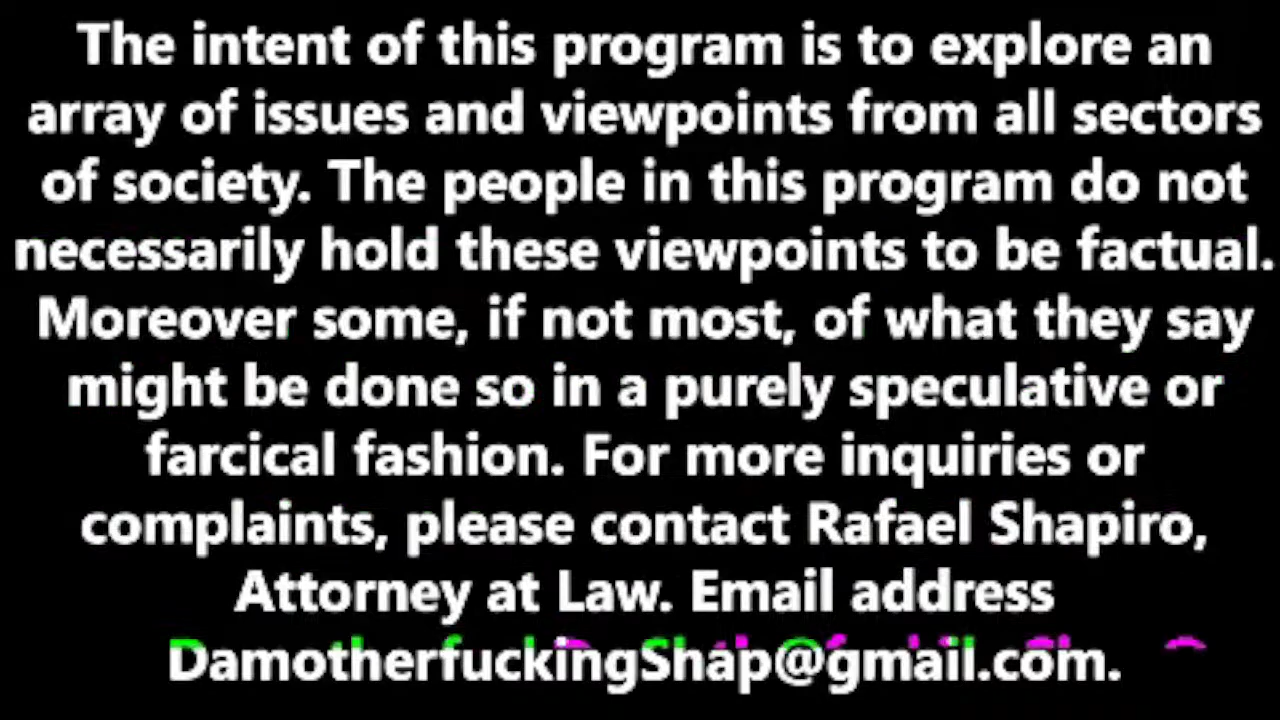 The intent of this program is to explore an
array of issues and viewpoints from all sectors
of society. The people in this program do not
necessarily hold these viewpoints to be factual.
Moreover some, if not most, of what they say
might be done so in a purely speculative or
farcical fashion. For more inquiries or
complaints, please contact Rafael Shapiro,
Attorney at Law. Email address
DamotherfuckingShap@gmail.com.